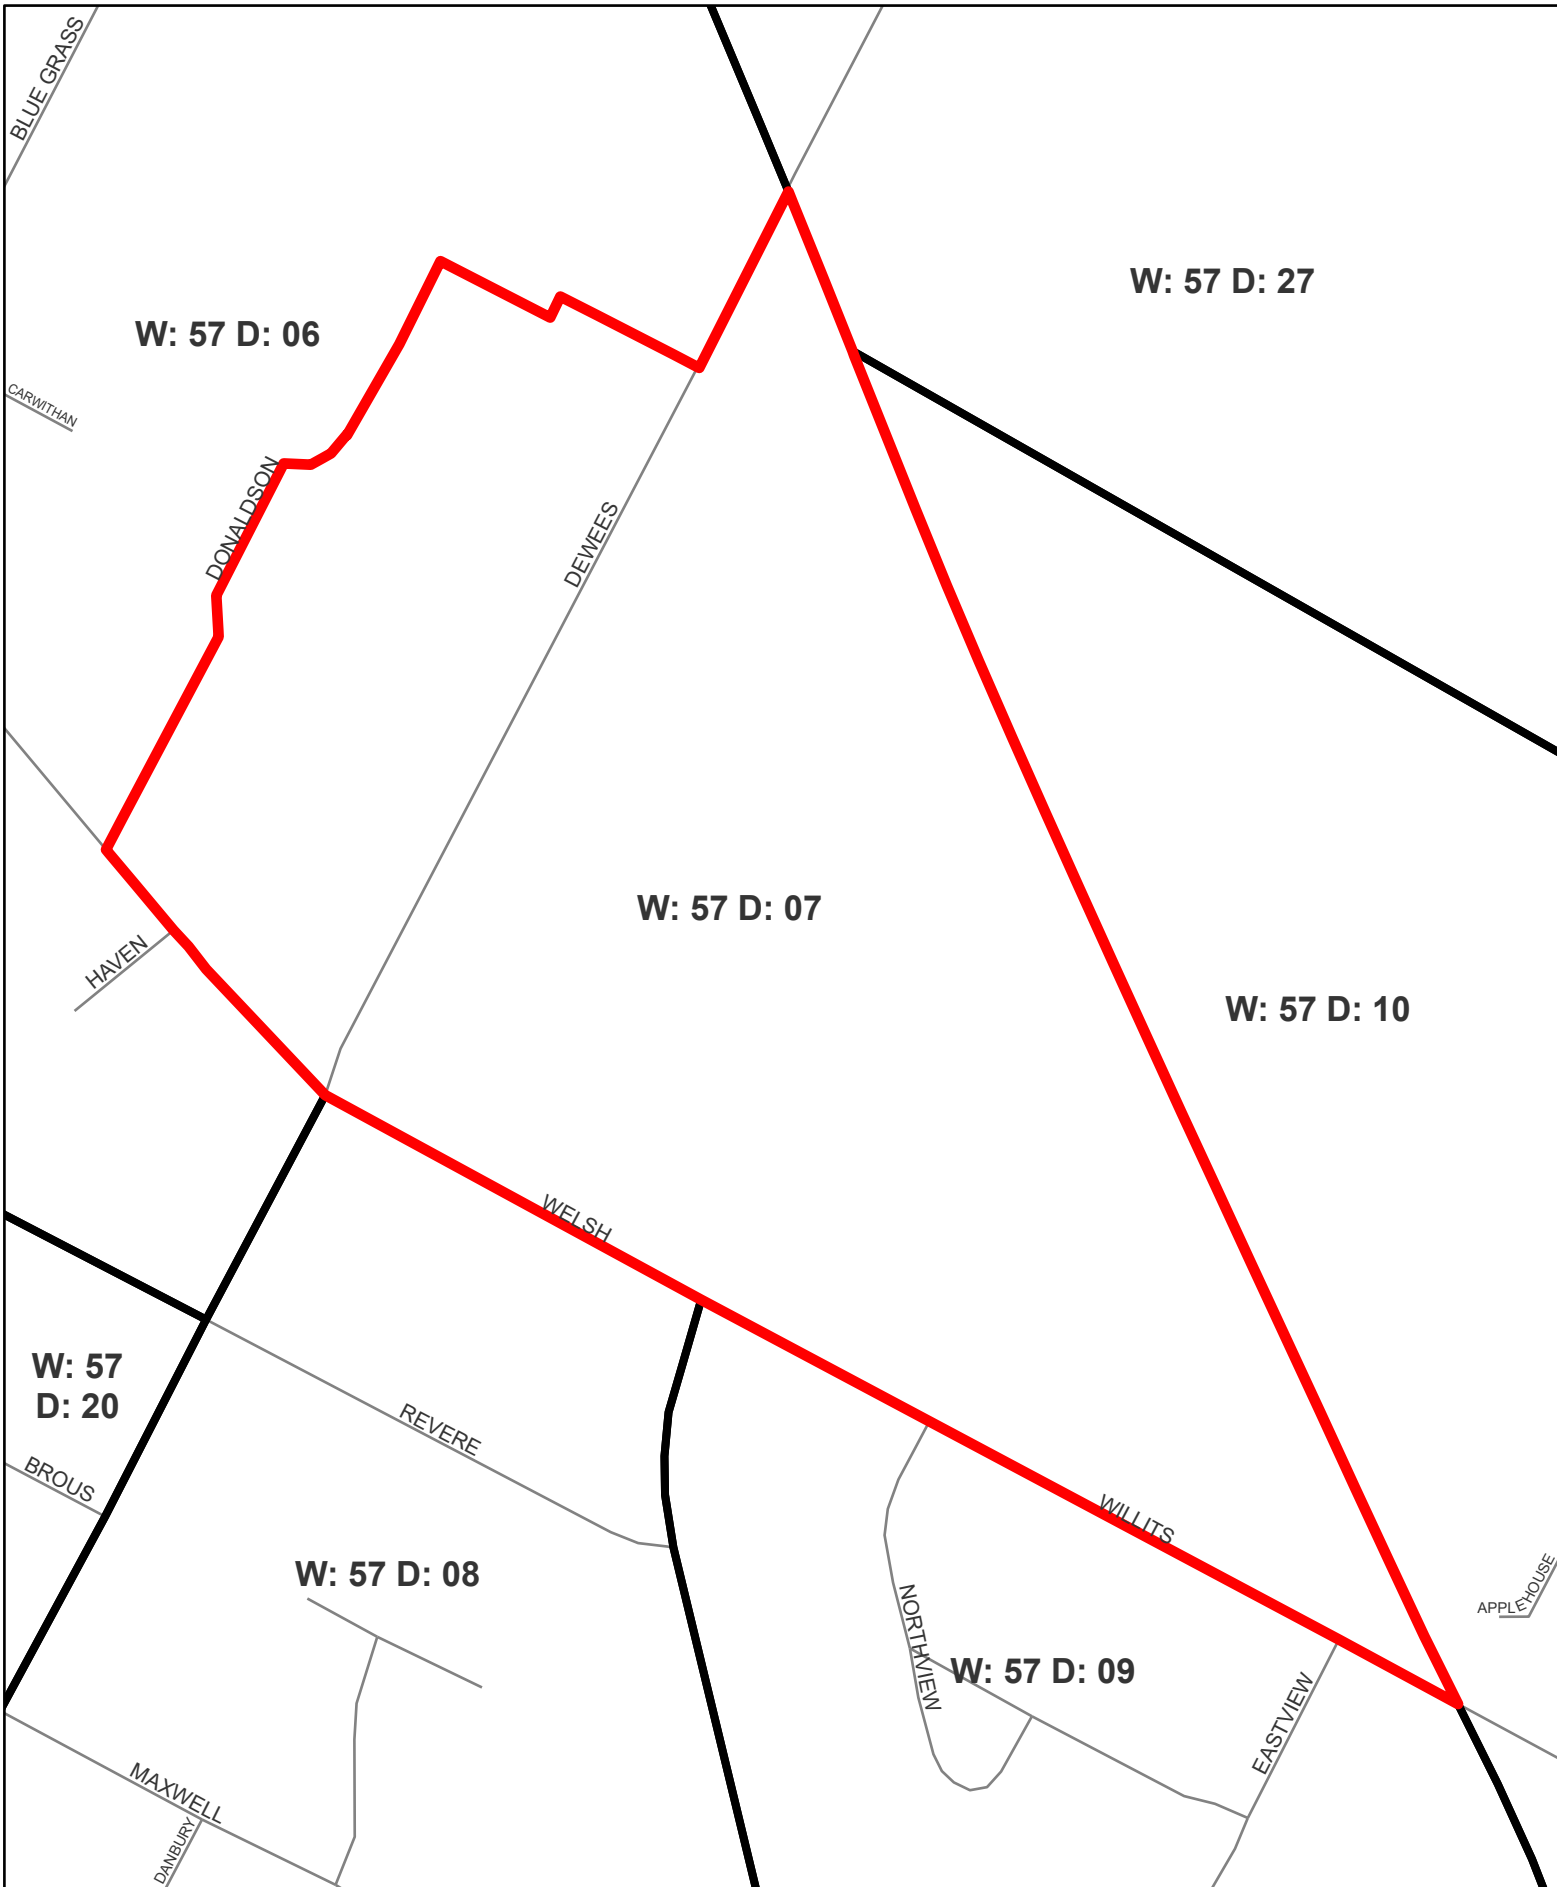 BLUE GRASS
W: 57 D: 27
W: 57 D: 06
CARWITHAN
DONALDSON
DEWEES
W: 57 D: 07
HAVEN
W: 57 D: 10
WELSH
W: 57
D: 20
REVERE
BROUS
WILLITS
W: 57 D: 08
APPLEHOUSE
NORTHVIEW
W: 57 D: 09
EASTVIEW
MAXWELL
DANBURY